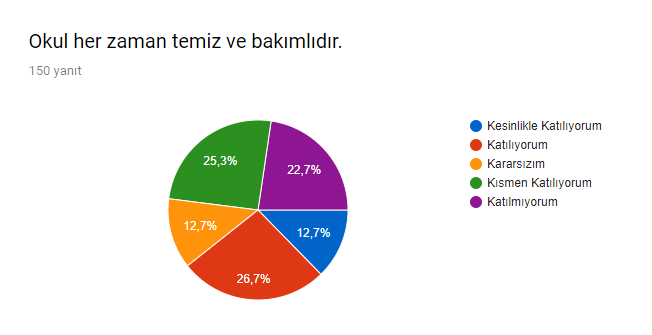 Okul her zaman temiz ve bakımlıdır.
150 yanıt
Kesinlikle Katılıyorum
Katılıyorum
Kararsızım
Kısmen Katılıyorum
Katılmıyorum
25,3%
22,7%
12,7%
12,7%
26,7%